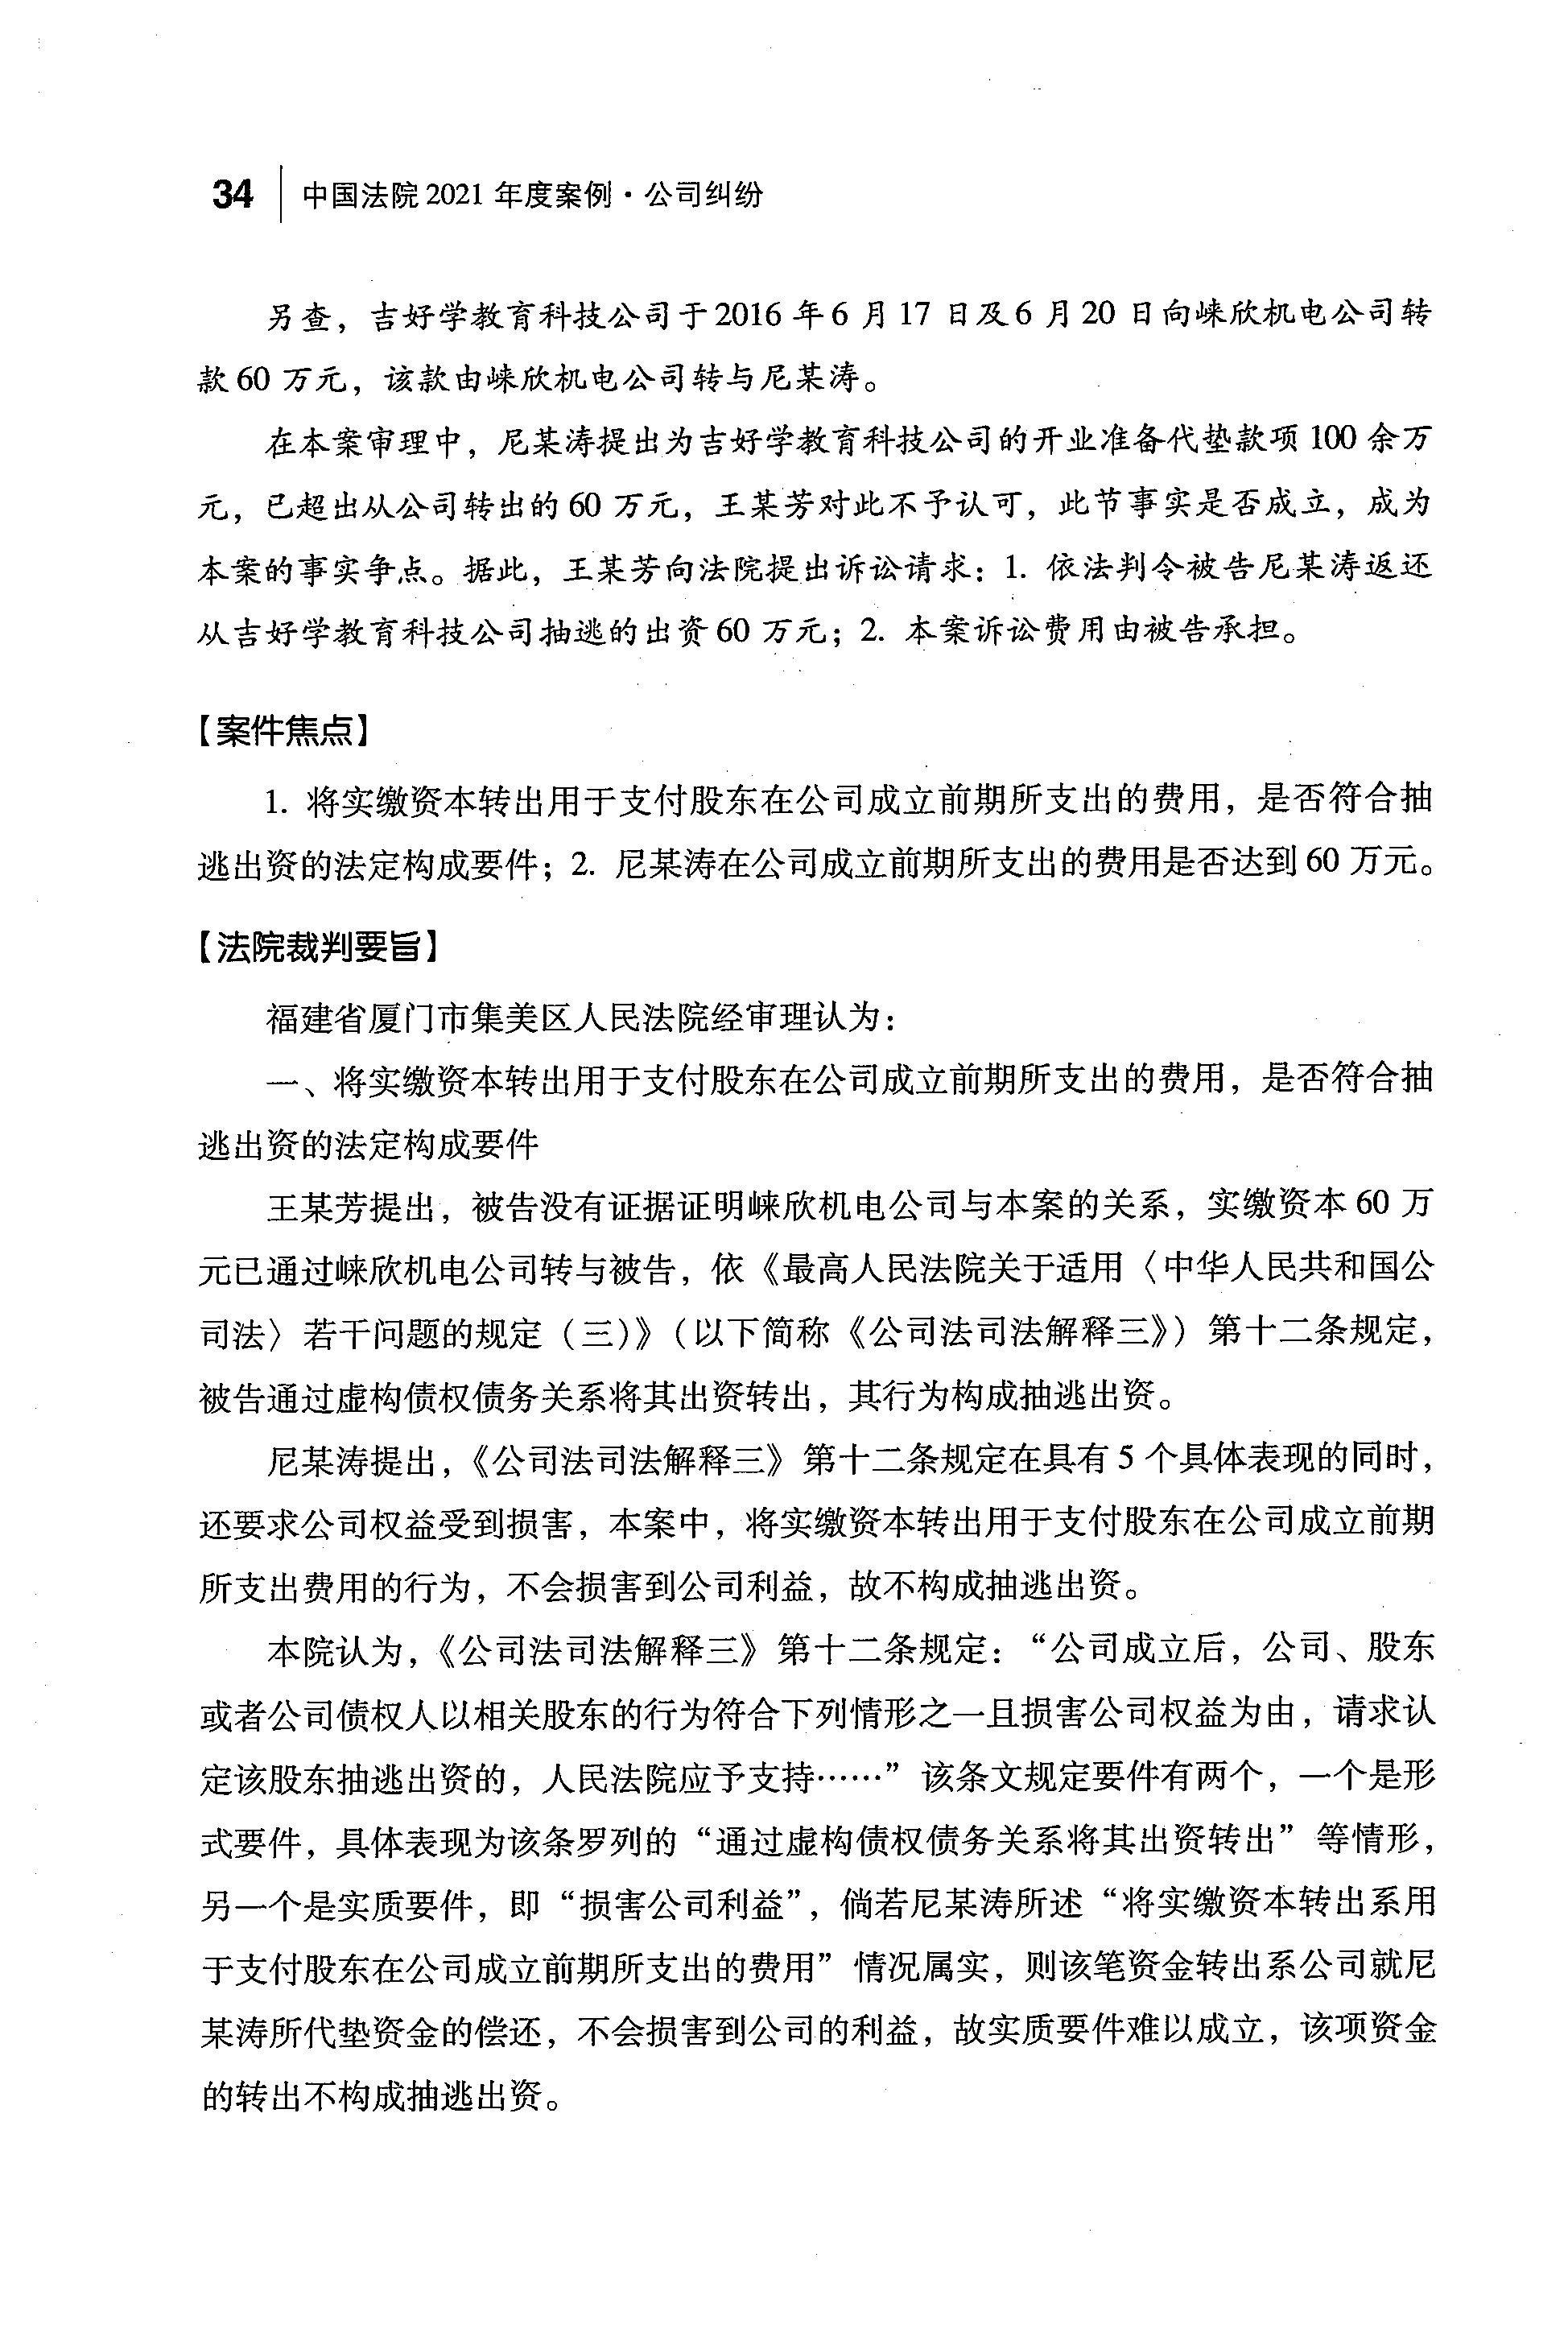 34 中国法院2021年度案例·公司纠纷
另查，吉好学教育科技公司于2016年6月17日及6月20日向崃欣机电公司转
款60万元，该款由崃欣机电公司转与尼某涛。
在本案审理中，尼某涛提出为吉好学教育科技公司的开业准备代垫款项100余万
元，已超出从公司转出的60万元，王某芳对此不予认可，此节事实是否成立，成为
本案的事实争点。据此，王某芳向法院提出诉讼请求：1. 依法判令被告尼某涛返还
从吉好学教育科技公司抽逃的出资60万元；2. 本案诉讼费用由被告承担。
【案件焦点】
1. 将实缴资本转出用于支付股东在公司成立前期所支出的费用，是否符合抽
逃出资的法定构成要件；2. 尼某涛在公司成立前期所支出的费用是否达到60万元。
【法院裁判要旨】
福建省厦门市集美区人民法院经审理认为：
一、将实缴资本转出用于支付股东在公司成立前期所支出的费用，是否符合抽
逃出资的法定构成要件
王某芳提出，被告没有证据证明崃欣机电公司与本案的关系，实缴资本60万
元已通过崃欣机电公司转与被告，依《最高人民法院关于适用〈中华人民共和国公
司法〉若干问题的规定（三）》（以下简称《公司法司法解释三》）第十二条规定，
被告通过虚构债权债务关系将其出资转出，其行为构成抽逃出资。
尼某涛提出，《公司法司法解释三》第十二条规定在具有5个具体表现的同时，
还要求公司权益受到损害，本案中，将实缴资本转出用于支付股东在公司成立前期
所支出费用的行为，不会损害到公司利益，故不构成抽逃出资。
本院认为，《公司法司法解释三》第十二条规定：“公司成立后，公司、股东
或者公司债权人以相关股东的行为符合下列情形之一且损害公司权益为由，请求认
定该股东抽逃出资的，人民法院应予支持……”该条文规定要件有两个，一个是形
式要件，具体表现为该条罗列的“通过虚构债权债务关系将其出资转出”等情形，
另一个是实质要件，即“损害公司利益”，倘若尼某涛所述“将实缴资本转出系用
于支付股东在公司成立前期所支出的费用”情况属实，则该笔资金转出系公司就尼
某涛所代垫资金的偿还，不会损害到公司的利益，故实质要件难以成立，该项资金
的转出不构成抽逃出资。